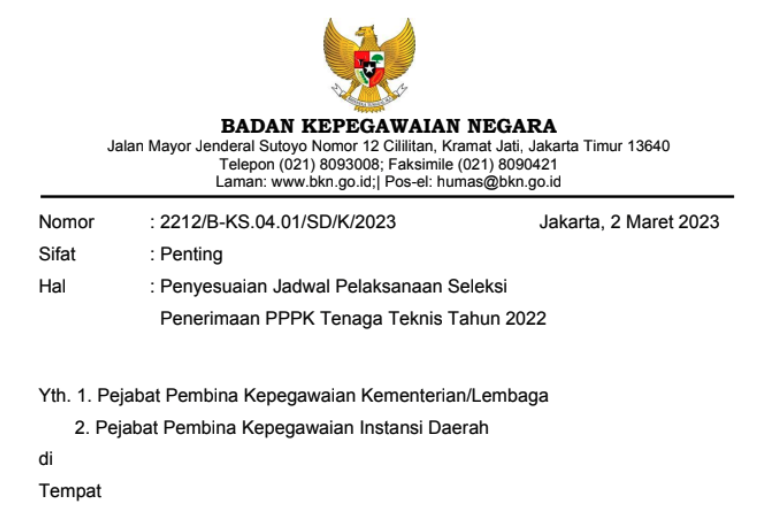 BADAN KEPEGAWAIAN NEGARA
Jalan Mayor Jenderal Sutoyo Nomor 12 Cililitan, Kramat Jati, Jakarta Timur 13640
Telepon (021) 8093008; Faksimile (021) 8090421
Laman: www.bkn.go.id;| Pos-el: humas@bkn.go.id
Nomor : 2212/B-KS.04.01/SD/K/2023 Jakarta, 2 Maret 2023
Sifat : Penting
Hal : Penyesuaian Jadwal Pelaksanaan Seleksi
Penerimaan PPPK Tenaga Teknis Tahun 2022
Yth. 1. Pejabat Pembina Kepegawaian Kementerian/Lembaga
2. Pejabat Pembina Kepegawaian Instansi Daerah
di
Tempat